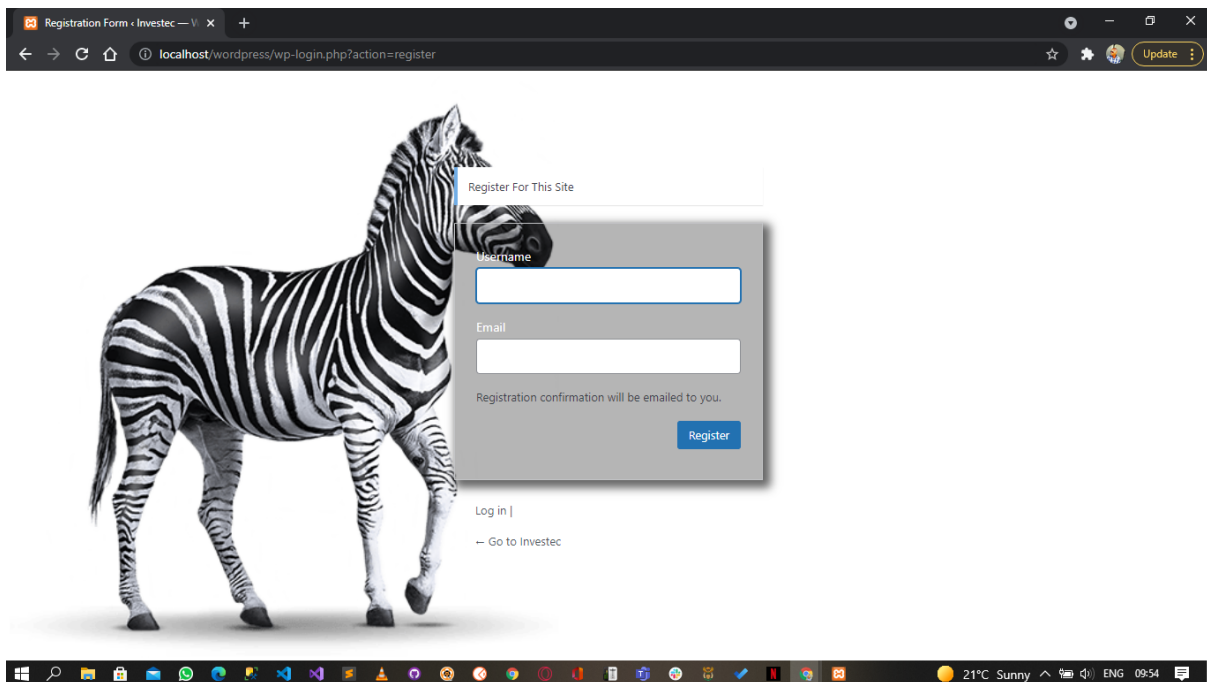 Registration Form ‹ Investec — W
localhost/wordpress/wp-login.php?action=register
Update
Register For This Site
Username
Email
Registration confirmation will be emailed to you.
Register
Log in |
← Go to Investec
21°C Sunny
ENG
09:54